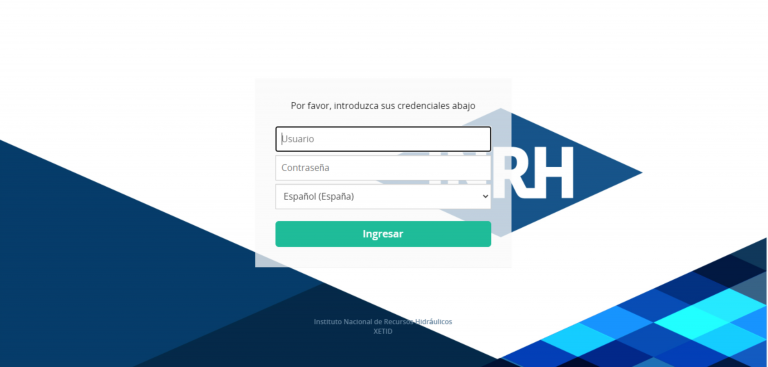 Por favor, introduzca sus credenciales abajo
Usuario
Contraseña
RH
Español (España)
Ingresar
Instituto Nacional de Recursos Hidráulicos
XETID